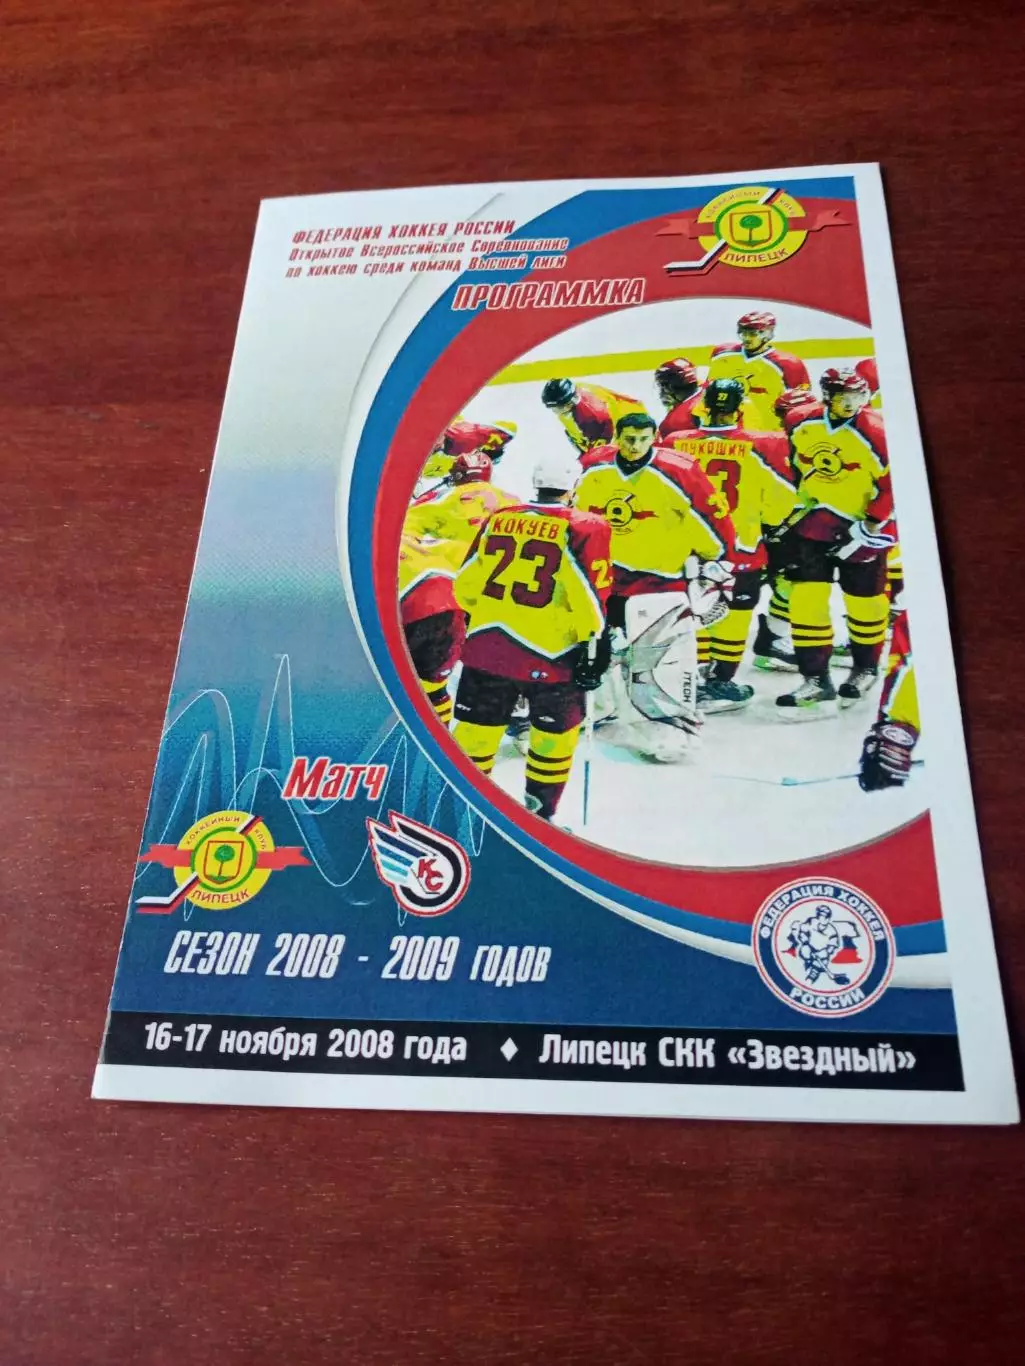 ФЕДЕРАЦИЯ ХОККЕЯ РОССИИ
Открытое Всероссийское Соревнование
по хоккею среди команд Высшей лиги
ПРОГРАММКА
ХОККЕЙНЫЙ КЛУБ
ЛИПЕЦК
27
ЛУКОШИН
КОКУЕВ
23
ITECH
Матч
ХОККЕЙНЫЙ КЛУБ
ЛИПЕЦК
КС
СЕЗОН 2008 - 2009 ГОДОВ
ФЕДЕРАЦИЯ ХОККЕЯ
РОССИИ
16-17 ноября 2008 года ♦ Липецк СКК «Звездный»